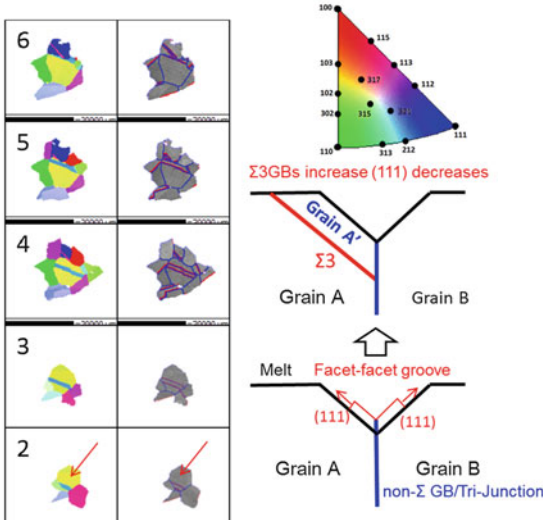 6
5
4
3
2
100
115
103
113
317
112
102
315
302
111
110
212
313
Σ3GBs increase (111) decreases
Grain A′
Σ3
Grain A
Grain B
Melt
Facet-facet groove
(111)
(111)
Grain A
Grain B
non-Σ GB/Tri-Junction